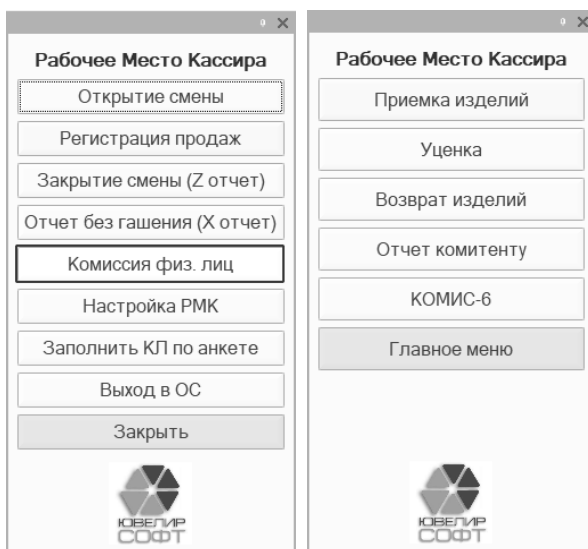 Рабочее Место Кассира
Открытие смены
Регистрация продаж
Закрытие смены (Z отчет)
Отчет без гашения (X отчет)
Комиссия физ. лиц
Настройка РМК
Заполнить КЛ по анкете
Выход в ОС
Закрыть
ЮВЕЛИР
СОФТ
Рабочее Место Кассира
Приемка изделий
Уценка
Возврат изделий
Отчет комитенту
КОМИС-6
Главное меню
ЮВЕЛИР
СОФТ